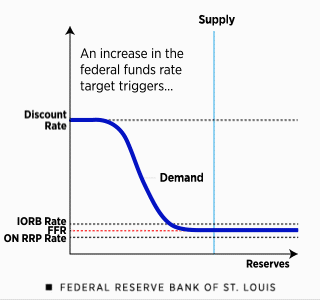 Supply
An increase in the
federal funds rate
target triggers...
Discount
Rate
Demand
IORB Rate
FFR
ON RRP Rate
Reserves
FEDERAL RESERVE BANK OF ST. LOUIS